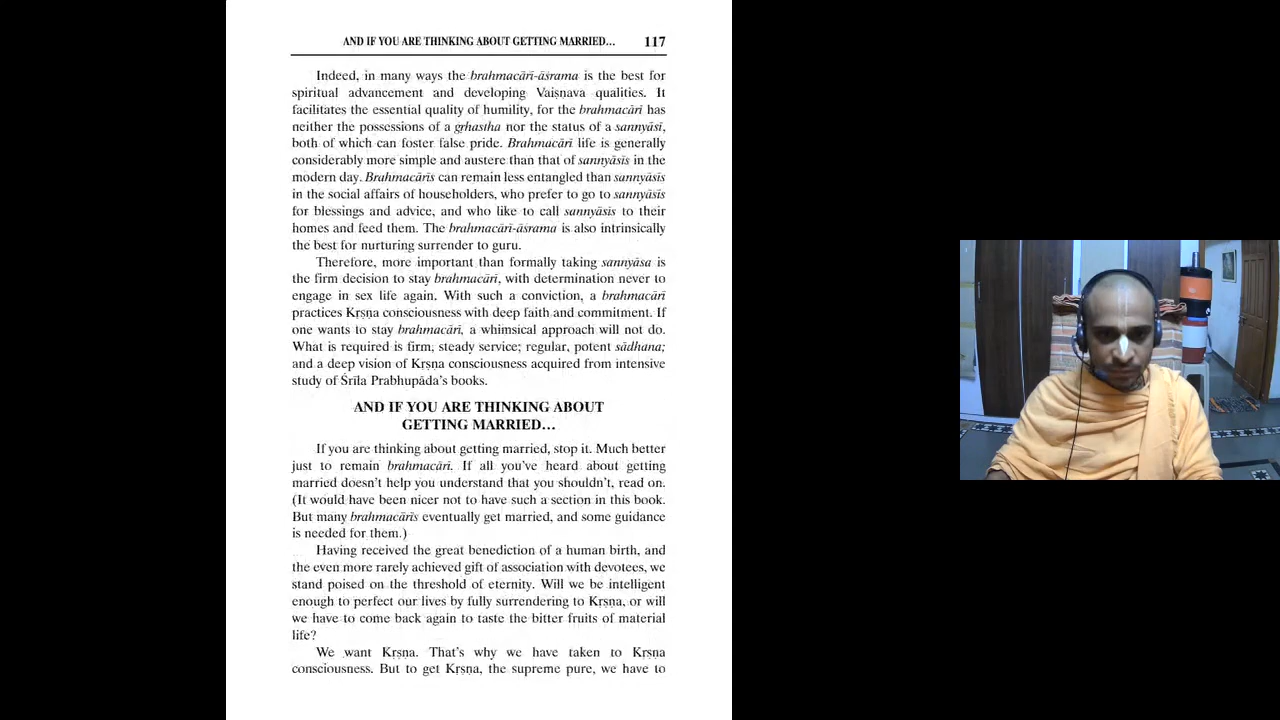 AND IF YOU ARE THINKING ABOUT GETTING MARRIED... 117
Indeed, in many ways the brahmacārī-āśrama is the best for
spiritual advancement and developing Vaiṣṇava qualities. It
facilitates the essential quality of humility, for the brahmacārī has
neither the possessions of a gṛhastha nor the status of a sannyāsī,
both of which can foster false pride. Brahmacārī life is generally
considerably more simple and austere than that of sannyāsīs in the
modern day. Brahmacārīs can remain less entangled than sannyāsīs
in the social affairs of householders, who prefer to go to sannyāsīs
for blessings and advice, and who like to call sannyāsīs to their
homes and feed them. The brahmacārī-āśrama is also intrinsically
the best for nurturing surrender to guru.
Therefore, more important than formally taking sannyāsa is
the firm decision to stay brahmacārī, with determination never to
engage in sex life again. With such a conviction, a brahmacārī
practices Kṛṣṇa consciousness with deep faith and commitment. If
one wants to stay brahmacārī, a whimsical approach will not do.
What is required is firm, steady service; regular, potent sādhana;
and a deep vision of Kṛṣṇa consciousness acquired from intensive
study of Śrīla Prabhupāda's books.
AND IF YOU ARE THINKING ABOUT
GETTING MARRIED...
If you are thinking about getting married, stop it. Much better
just to remain brahmacārī. If all you've heard about getting
married doesn't help you understand that you shouldn't, read on.
(It would have been nicer not to have such a section in this book.
But many brahmacārīs eventually get married, and some guidance
is needed for them.)
Having received the great benediction of a human birth, and
the even more rarely achieved gift of association with devotees, we
stand poised on the threshold of eternity. Will we be intelligent
enough to perfect our lives by fully surrendering to Kṛṣṇa, or will
we have to come back again to taste the bitter fruits of material
life?
We want Kṛṣṇa. That's why we have taken to Kṛṣṇa
consciousness. But to get Kṛṣṇa, the supreme pure, we have to